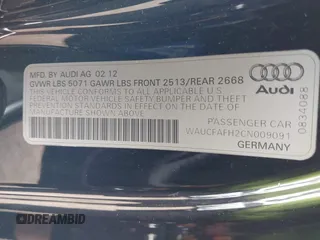 MFD. BY AUDI AG 02 12
GVWR LBS 5071 GAWR LBS FRONT 2513/REAR 2668
THIS VEHICLE CONFORMS TO ALL APPLICABLE U.S. FEDERAL
MOTOR VEHICLE SAFETY BUMPER AND THEFT
PREVENTION STANDARDS IN EFFECT ON THE DATE OF
MANUFACTURE SHOWN ABOVE.
Audi
PASSENGER CAR
WAUCFAFH2CN009091
GERMANY
0834088
DREAMBID